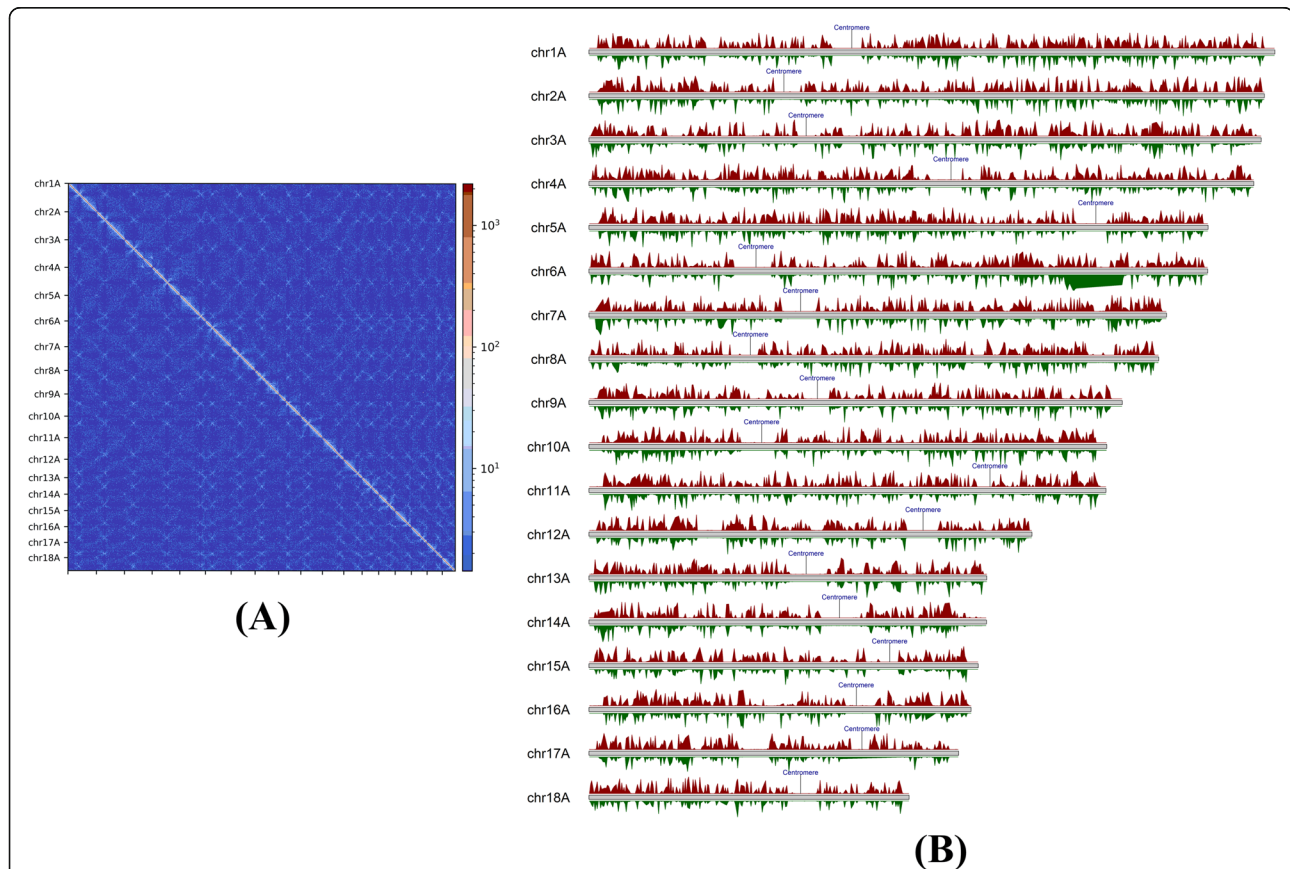 chr1A
chr2A
chr3A
chr4A
chr5A
chr6A
chr7A
chr8A
chr9A
chr10A
chr11A
chr12A
chr13A
chr14A
chr15A
chr16A
chr17A
chr18A
10³
10²
10¹
(A)
Centromere
chr1A
Centromere
chr2A
Centromere
chr3A
Centromere
chr4A
Centromere
chr5A
Centromere
chr6A
Centromere
chr7A
Centromere
chr8A
Centromere
chr9A
Centromere
chr10A
Centromere
chr11A
Centromere
chr12A
Centromere
chr13A
Centromere
chr14A
Centromere
chr15A
Centromere
chr16A
Centromere
chr17A
Centromere
chr18A
(B)